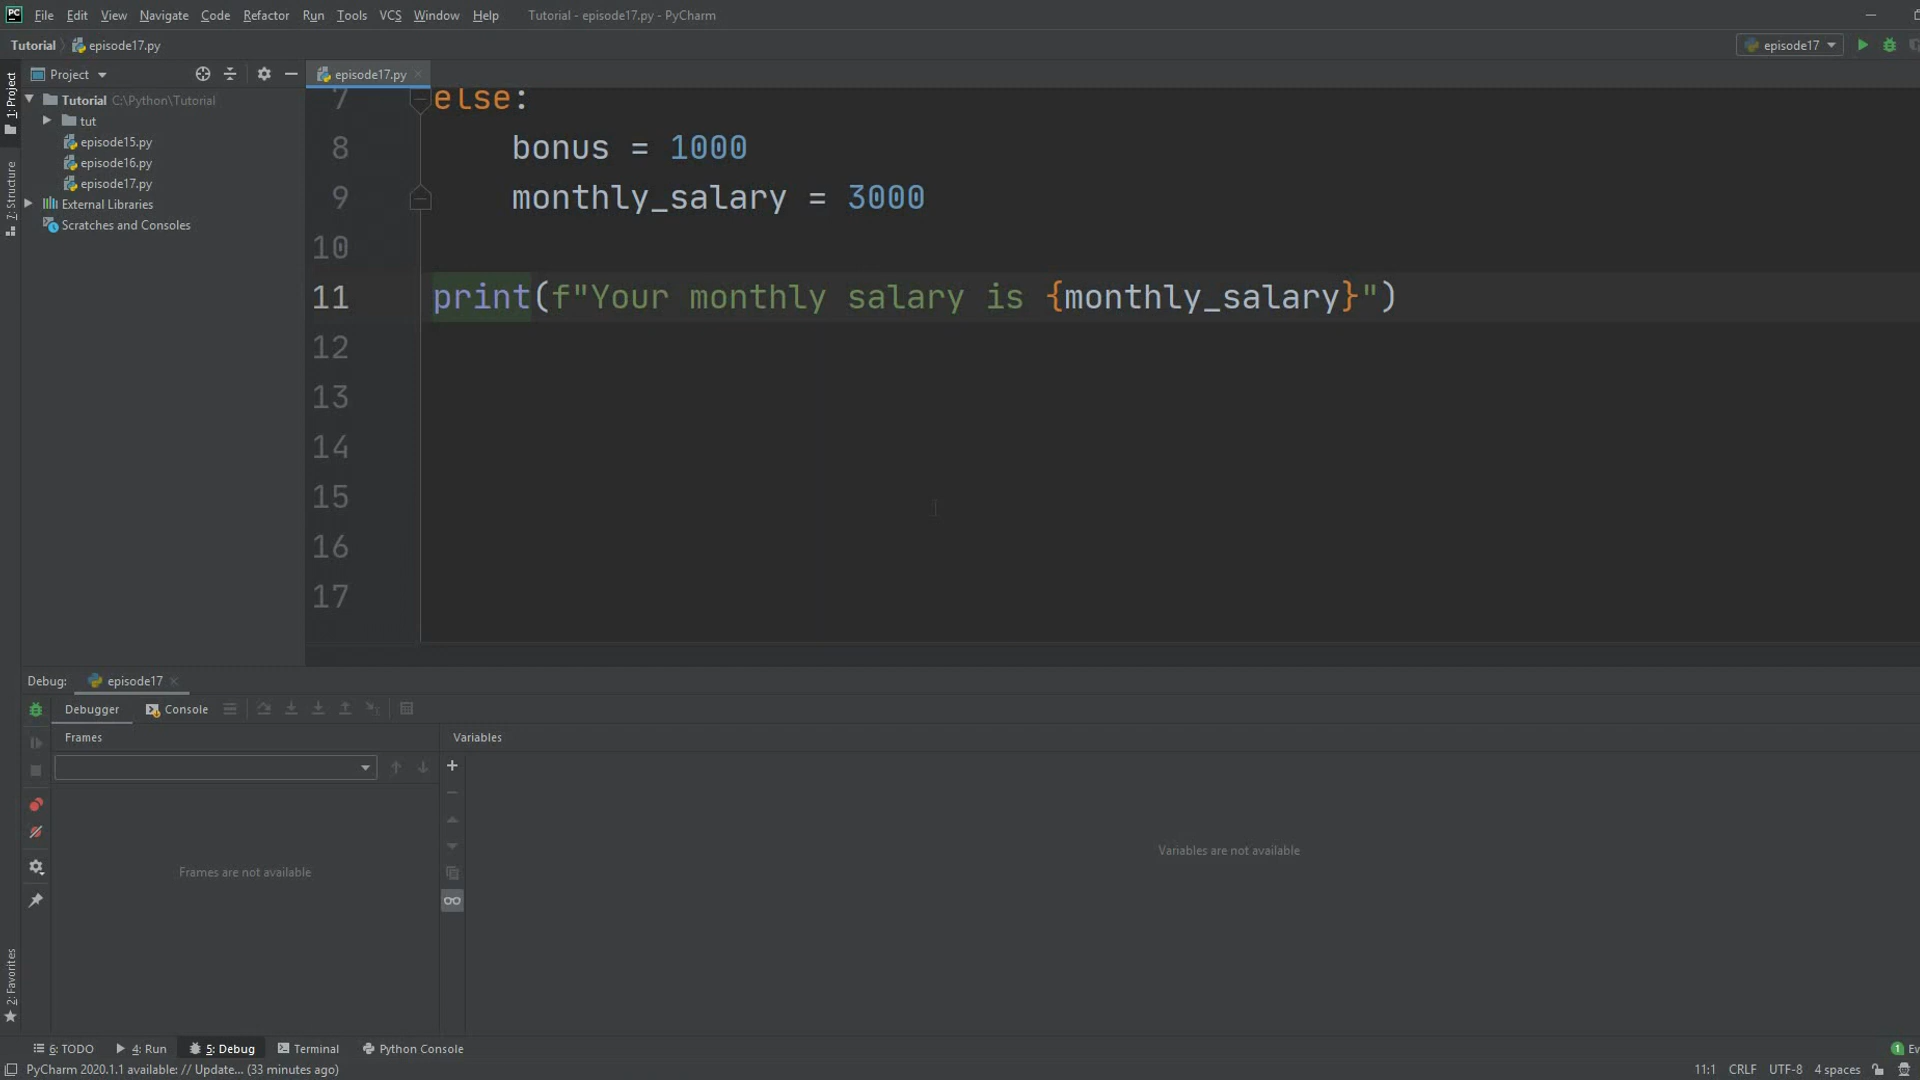 PC File Edit View Navigate Code Refactor Run Tools VCS Window Help Tutorial - episode17.py - PyCharm
Tutorial episode17.py episode17
Project episode17.py
1: Project
Tutorial C:\Python\Tutorial
tut
episode15.py
episode16.py
episode17.py
External Libraries
Scratches and Consoles
7: Structure
7 else:
8 bonus = 1000
9 monthly_salary = 3000
10
11 print(f"Your monthly salary is {monthly_salary}")
12
13
14
15
16
17
Debug: episode17
Debugger Console
Frames Variables
Frames are not available
Variables are not available
2: Favorites
6: TODO 4: Run 5: Debug Terminal Python Console 1 Ev
PyCharm 2020.1.1 available: // Update... (33 minutes ago) 11:1 CRLF UTF-8 4 spaces